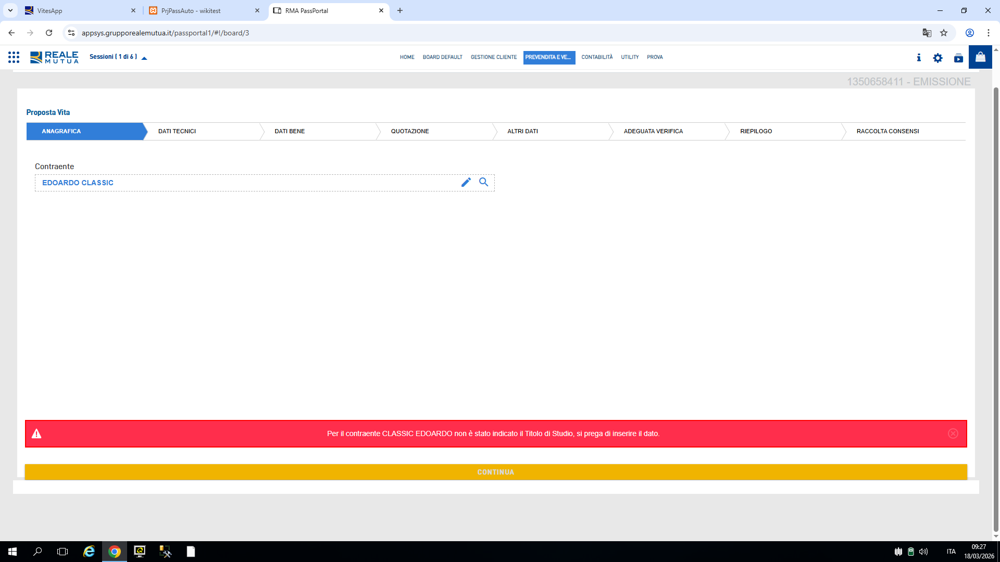 VitesApp
PrjPassAuto - wikitest
RMA PassPortal
appsys.grupporealemutua.it/passportal1/#!/board/3
REALE
MUTUA
Sessioni ( 1 di 6 )
HOME
BOARD DEFAULT
GESTIONE CLIENTE
PREVENDITA E VE...
CONTABILITÀ
UTILITY
PROVA
1350658411 - EMISSIONE
Proposta Vita
ANAGRAFICA
DATI TECNICI
DATI BENE
QUOTAZIONE
ALTRI DATI
ADEGUATA VERIFICA
RIEPILOGO
RACCOLTA CONSENSI
Contraente
EDOARDO CLASSIC
Per il contraente CLASSIC EDOARDO non è stato indicato il Titolo di Studio, si prega di inserire il dato.
CONTINUA
ITA
09:27
18/03/2026